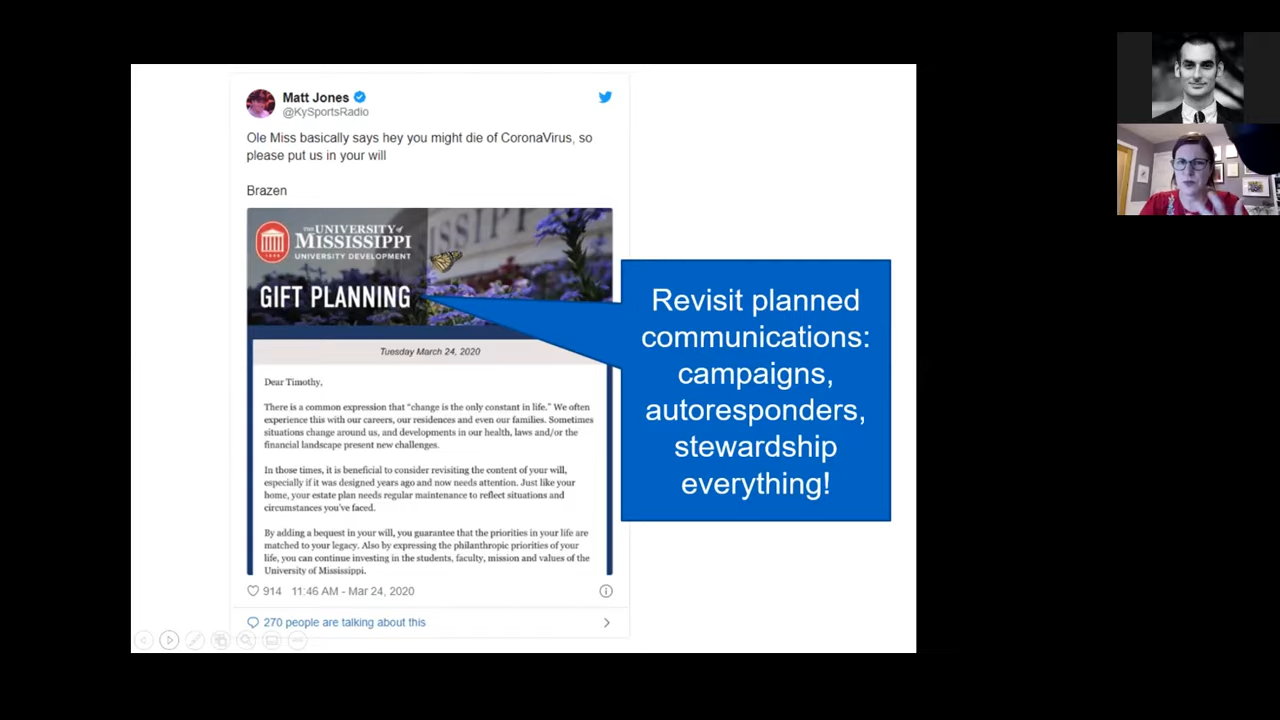 Matt Jones
@KySportsRadio
Ole Miss basically says hey you might die of CoronaVirus, so
please put us in your will
Brazen
THE UNIVERSITY of
MISSISSIPPI
UNIVERSITY DEVELOPMENT
GIFT PLANNING
Tuesday March 24, 2020
Dear Timothy,
There is a common expression that “change is the only constant in life.” We often
experience this with our careers, our residences and even our families. Sometimes
situations change around us, and developments in our health, laws and/or the
financial landscape present new challenges.
In those times, it is beneficial to consider revisiting the content of your will,
especially if it was designed years ago and now needs attention. Just like your
home, your estate plan needs regular maintenance to reflect situations and
circumstances you’ve faced.
By adding a bequest in your will, you guarantee that the priorities in your life are
matched to your legacy. Also by expressing the philanthropic priorities of your
life, you can continue investing in the students, faculty, mission and values of the
University of Mississippi.
914 11:46 AM - Mar 24, 2020
270 people are talking about this
Revisit planned
communications:
campaigns,
autoresponders,
stewardship
everything!